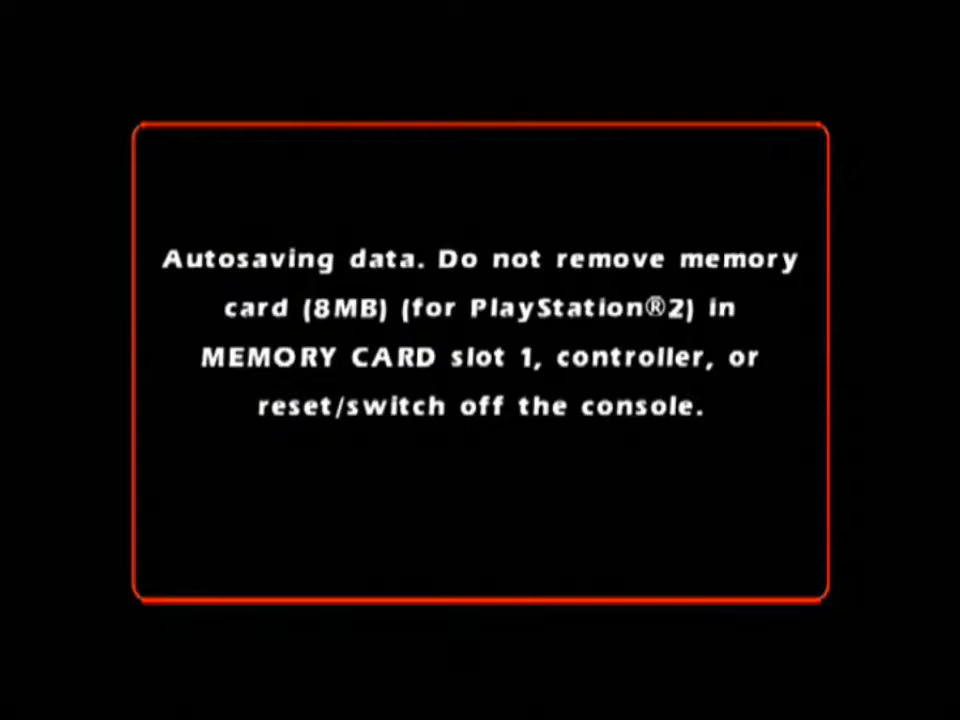 Autosaving data. Do not remove memory
card (8MB) (for PlayStation®2) in
MEMORY CARD slot 1, controller, or
reset/switch off the console.